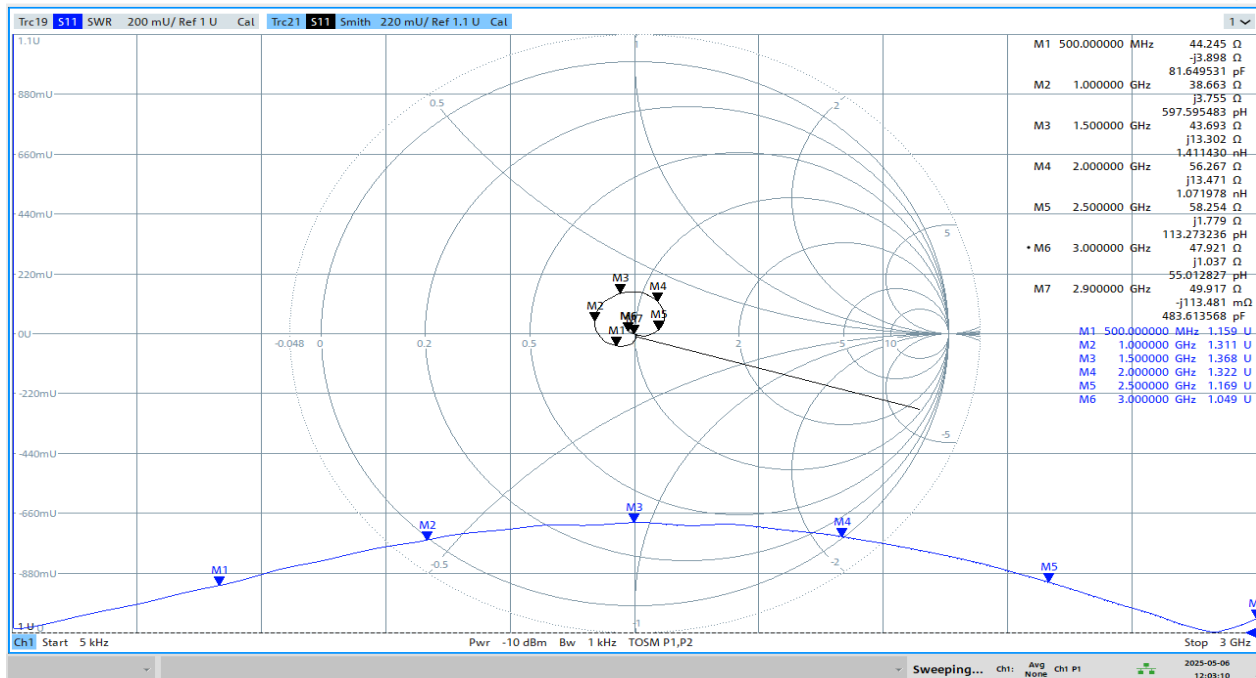 Trc19 S11 SWR 200 mU/ Ref 1 U Cal Trc21 S11 Smith 220 mU/ Ref 1.1 U Cal 1
1.1U
880mU
660mU
440mU
220mU
0U
-220mU
-440mU
-660mU
-880mU
1 U
1
0.5
2
5
-0.048
0
0.2
0.5
2
5
10
-5
-0.5
-2
-1
M3
M4
M2
M6
M5
M1
M3
M2
M4
M1
M5
M1 500.000000 MHz 44.245 Ω
-j3.898 Ω
81.649531 pF
M2 1.000000 GHz 38.663 Ω
j3.755 Ω
597.595483 pH
M3 1.500000 GHz 43.693 Ω
j13.302 Ω
1.411430 nH
M4 2.000000 GHz 56.267 Ω
j13.471 Ω
1.071978 nH
M5 2.500000 GHz 58.254 Ω
j1.779 Ω
113.273236 pH
• M6 3.000000 GHz 47.921 Ω
j1.037 Ω
55.012827 pH
M7 2.900000 GHz 49.917 Ω
-j113.481 mΩ
483.613568 pF
M1 500.000000 MHz 1.159 U
M2 1.000000 GHz 1.311 U
M3 1.500000 GHz 1.368 U
M4 2.000000 GHz 1.322 U
M5 2.500000 GHz 1.169 U
M6 3.000000 GHz 1.049 U
Ch1 Start 5 kHz Pwr -10 dBm Bw 1 kHz TOSM P1,P2 Stop 3 GHz
Sweeping... Ch1: Avg None Ch1 P1 2025-05-06
12:03:10